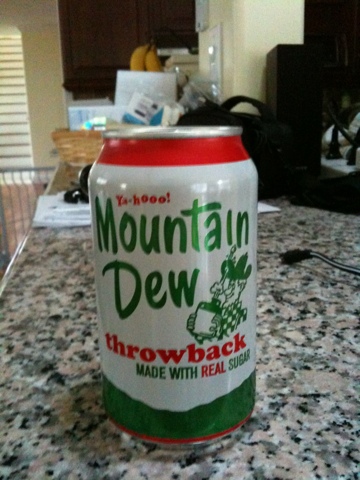 Ya-hooo!
Mountain
Dew
throwback
MADE WITH REAL SUGAR